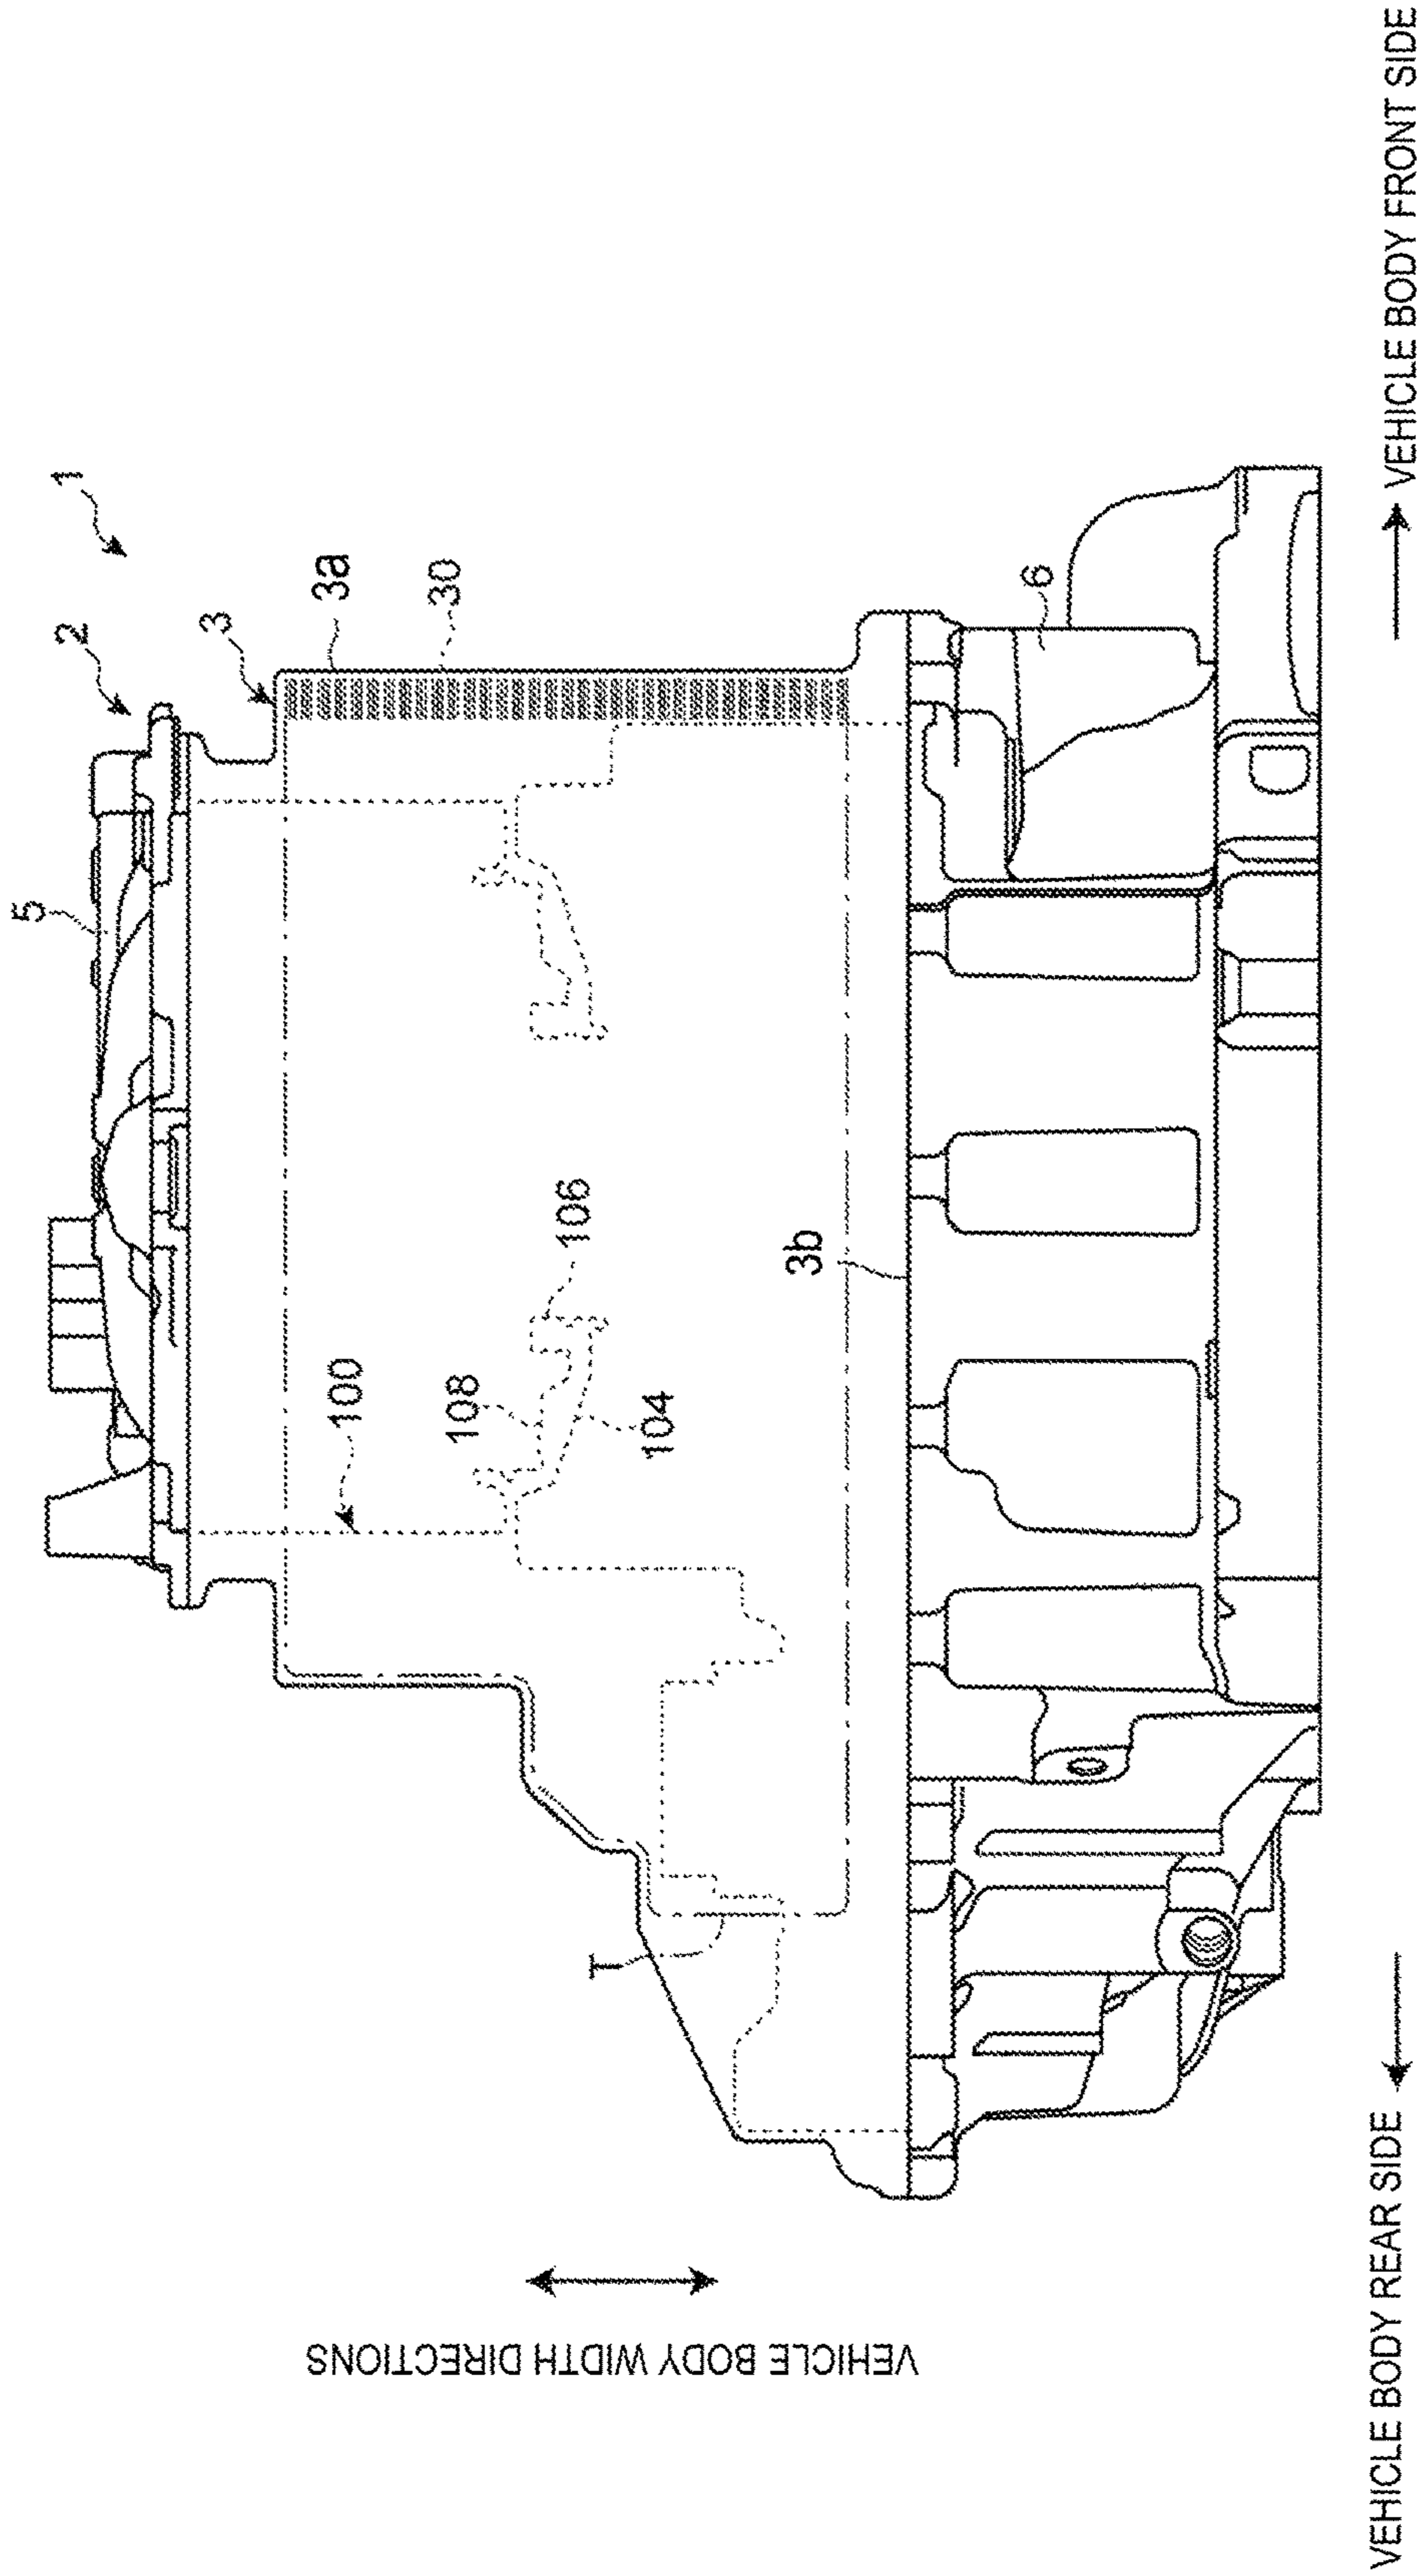 1
2
3
3a
30
5
6
100
108
106
104
3b
T
VEHICLE BODY WIDTH DIRECTIONS
VEHICLE BODY REAR SIDE
VEHICLE BODY FRONT SIDE